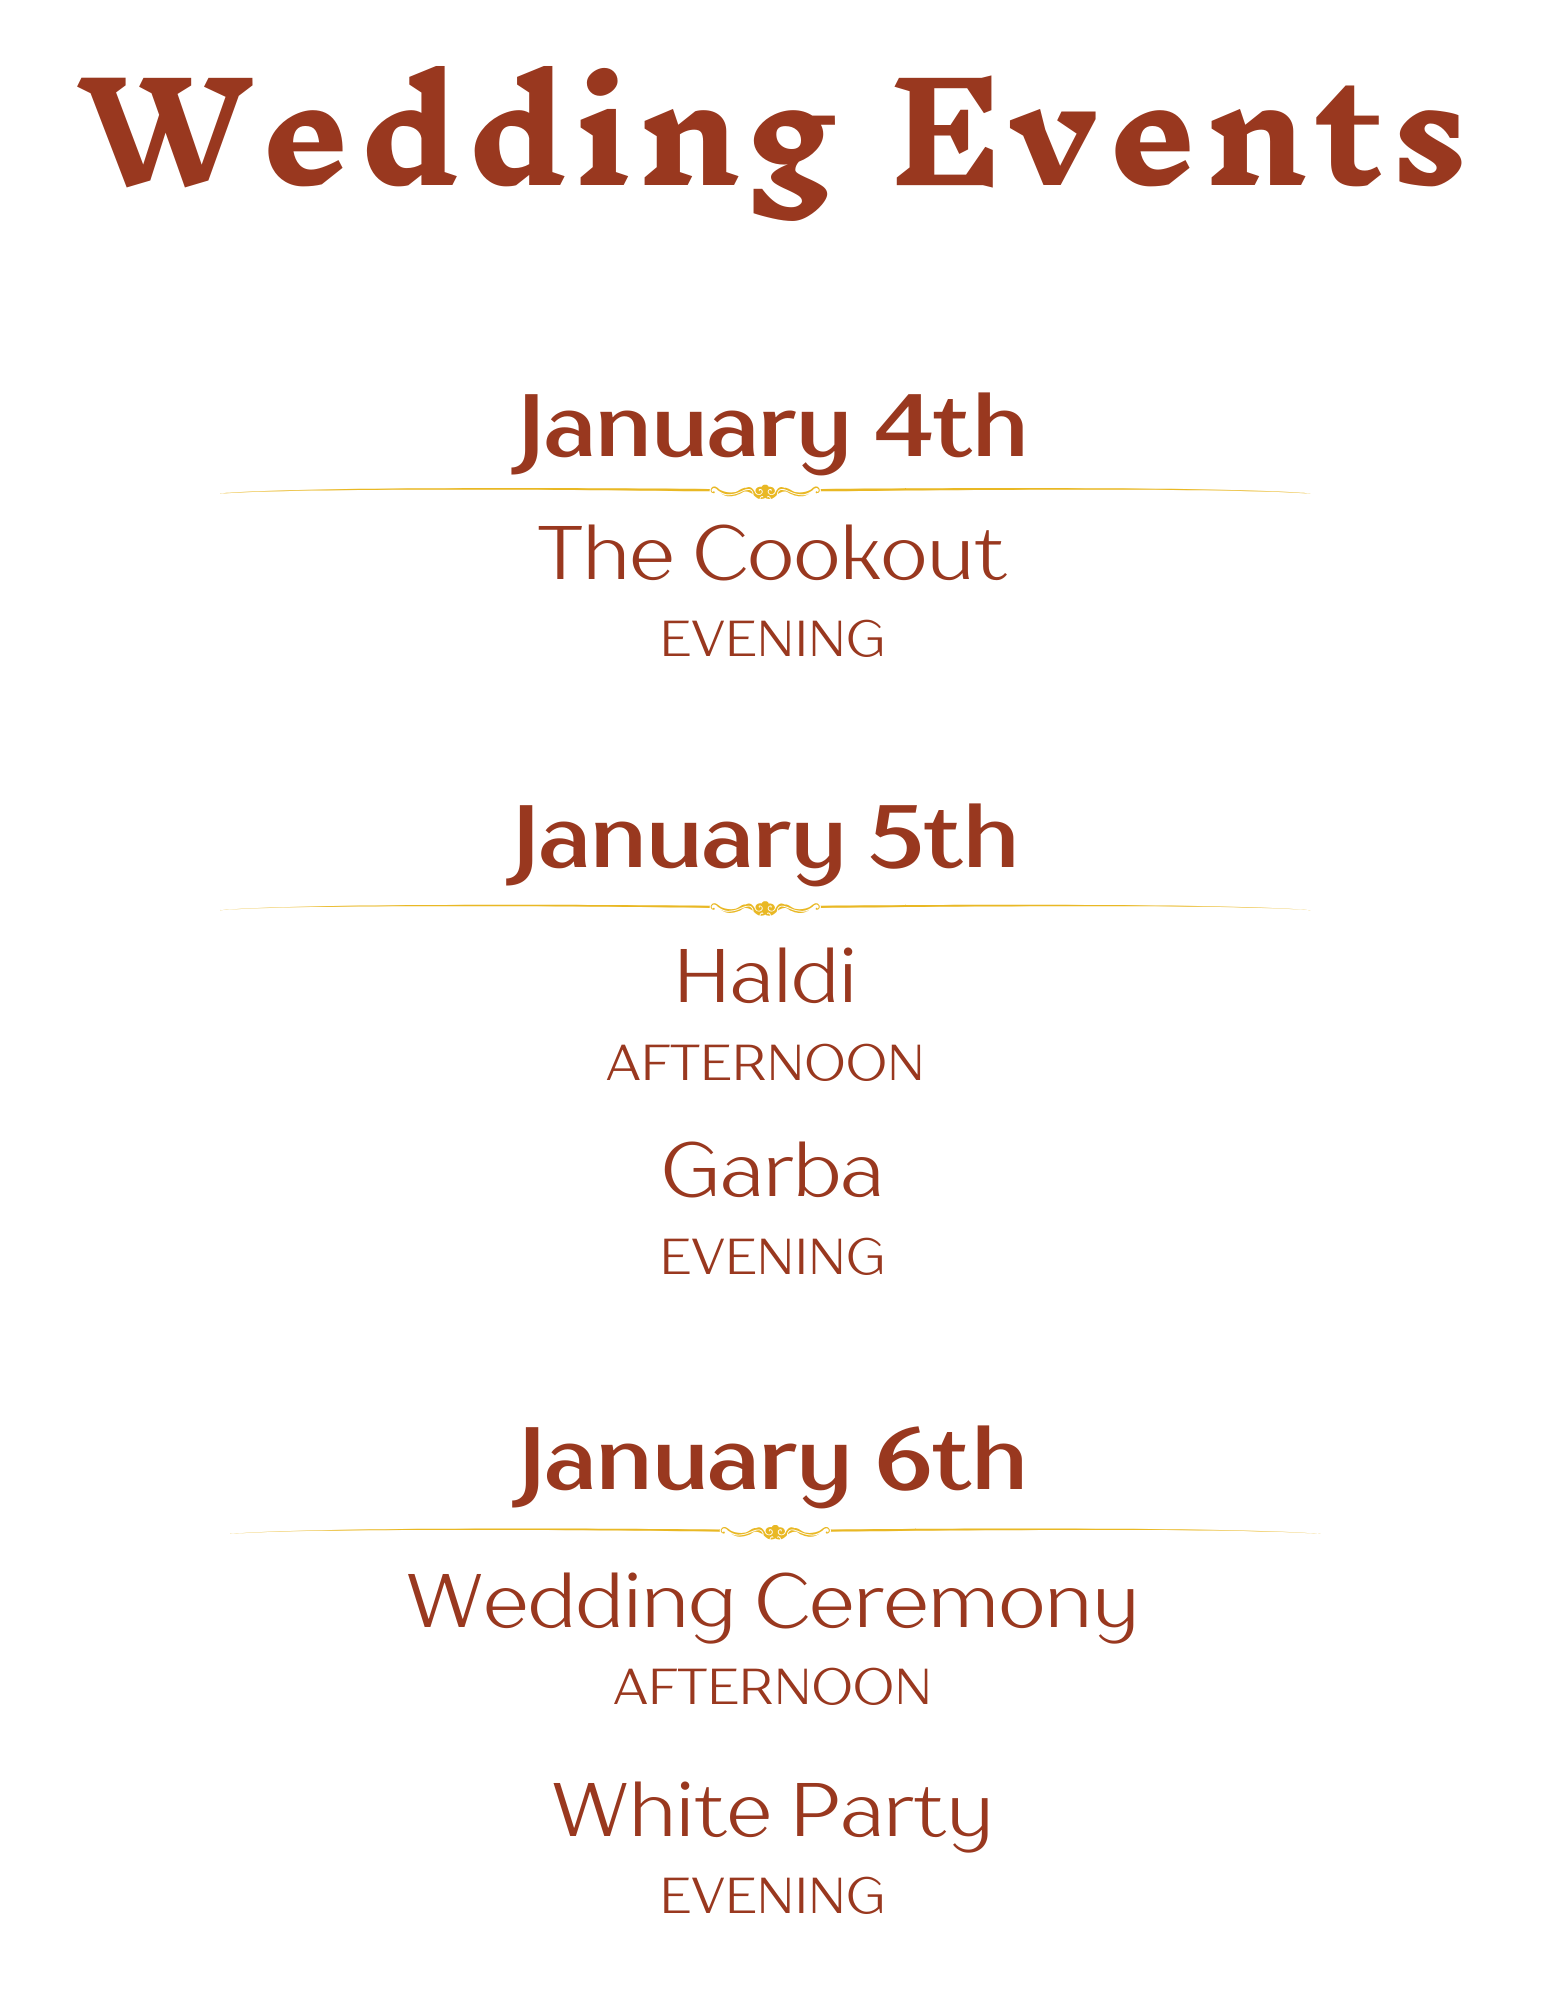 Wedding Events
January 4th
The Cookout
EVENING
January 5th
Haldi
AFTERNOON
Garba
EVENING
January 6th
Wedding Ceremony
AFTERNOON
White Party
EVENING